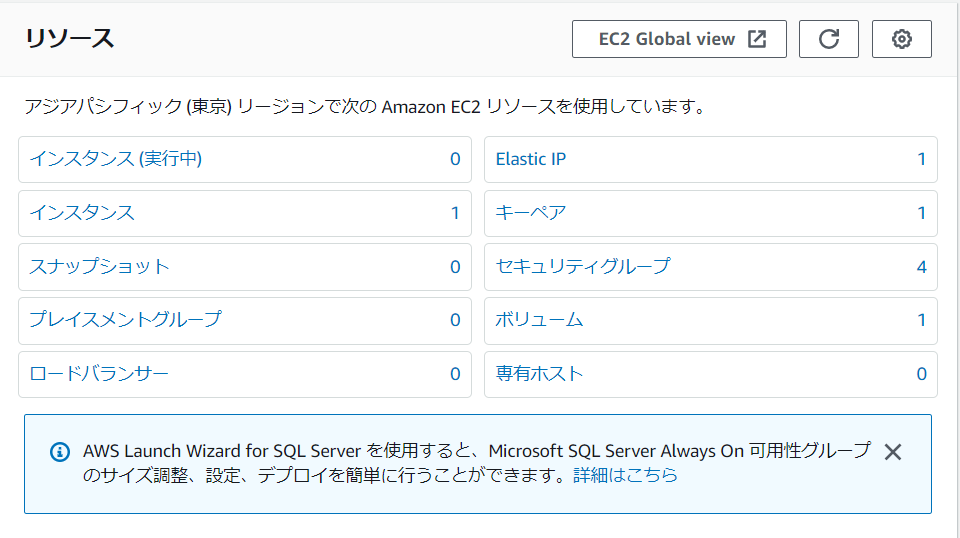 リソース
EC2 Global view
アジアパシフィック (東京) リージョンで次の Amazon EC2 リソースを使用しています。
インスタンス (実行中) 0
Elastic IP 1
インスタンス 1
キーペア 1
スナップショット 0
セキュリティグループ 4
プレイスメントグループ 0
ボリューム 1
ロードバランサー 0
専有ホスト 0
AWS Launch Wizard for SQL Server を使用すると、Microsoft SQL Server Always On 可用性グループ
のサイズ調整、設定、デプロイを簡単に行うことができます。詳細はこちら